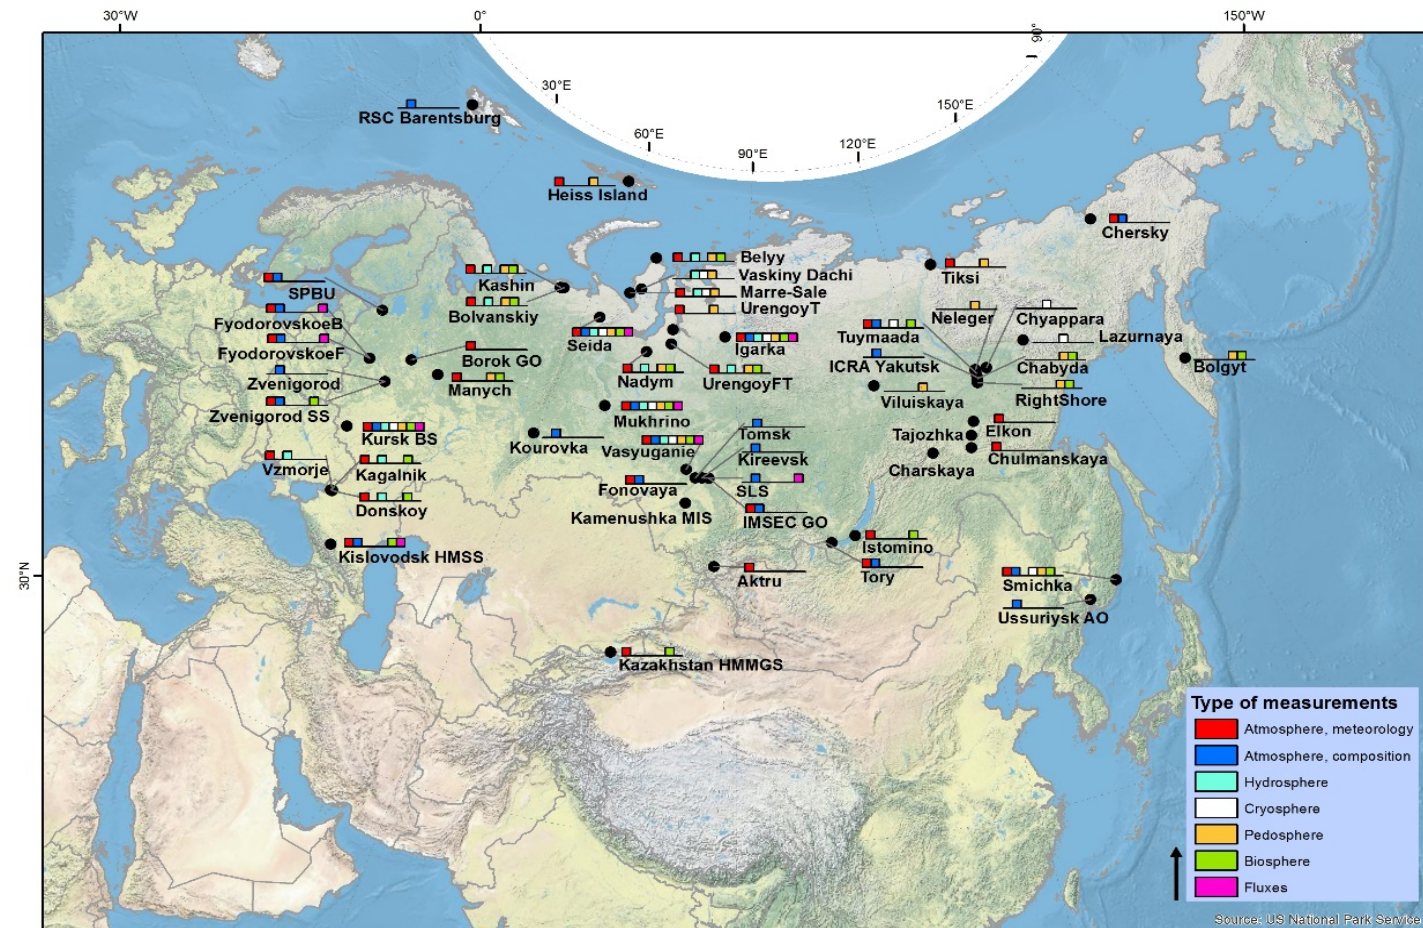 30°W
0°
90°
150°W
30°E
60°E
90°E
120°E
150°E
30°N
RSC Barentsburg
Heiss Island
Chersky
Belyy
Vaskiny Dachi
Marre-Sale
UrengoyT
Kashin
Bolvanskiy
Tiksi
SPBU
FyodorovskoeB
FyodorovskoeF
Zvenigorod
Zvenigorod SS
Borok GO
Manych
Seida
Igarka
Nadym
UrengoyFT
Neleger
Chyappara
Tuymaada
Lazurnaya
ICRA Yakutsk
Chabyda
Bolgyt
Viluiskaya
RightShore
Mukhrino
Kursk BS
Kourovka
Vasyuganie
Tomsk
Kireevsk
Tajozhka
Elkon
Chulmanskaya
Charskaya
Vzmorje
Kagalnik
Donskoy
Fonovaya
SLS
Kamenushka MIS
IMSEC GO
Kislovodsk HMSS
Istomino
Tory
Aktru
Smichka
Ussuriysk AO
Kazakhstan HMMGS
Type of measurements
Atmosphere, meteorology
Atmosphere, composition
Hydrosphere
Cryosphere
Pedosphere
Biosphere
Fluxes
Source: US National Park Service